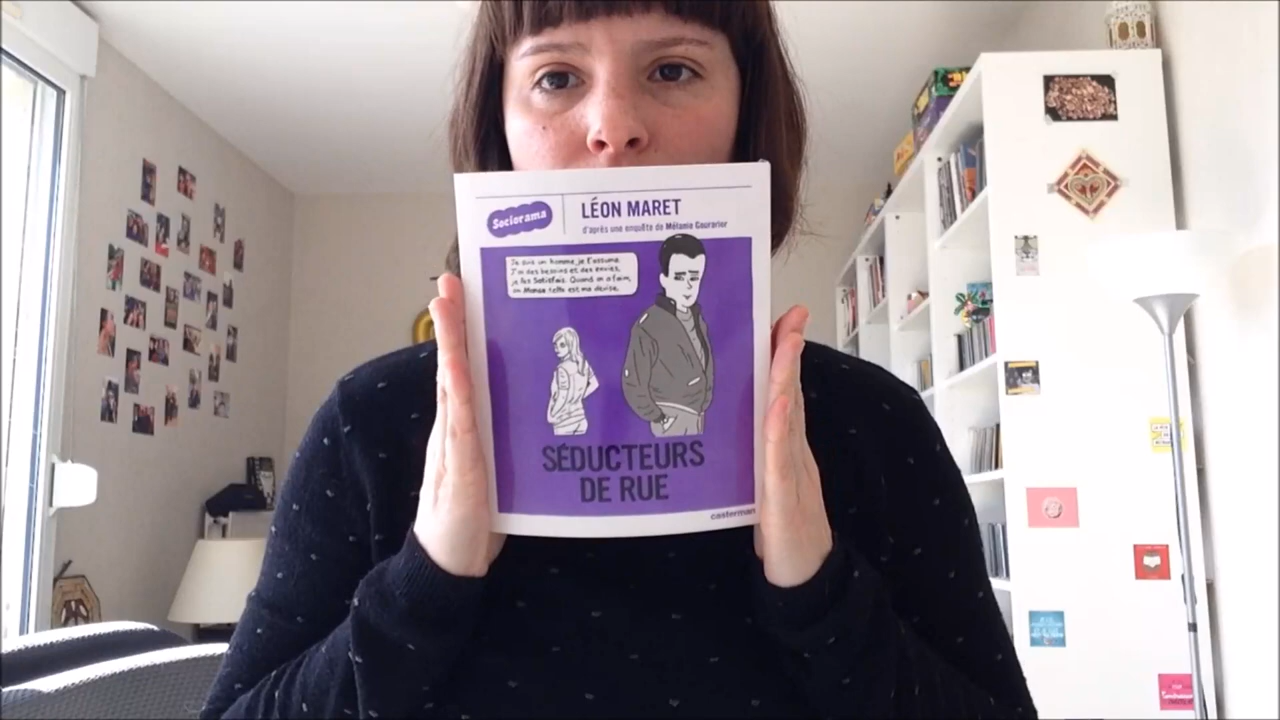 Sociorama
LÉON MARET
d'après une enquête de Mélanie Gourarier
Je suis un homme, je l'assume.
J'ai des besoins et des envies,
je les Satisfais. Quand on a faim,
on Mange telle est ma devise.
SÉDUCTEURS
DE RUE
casterman